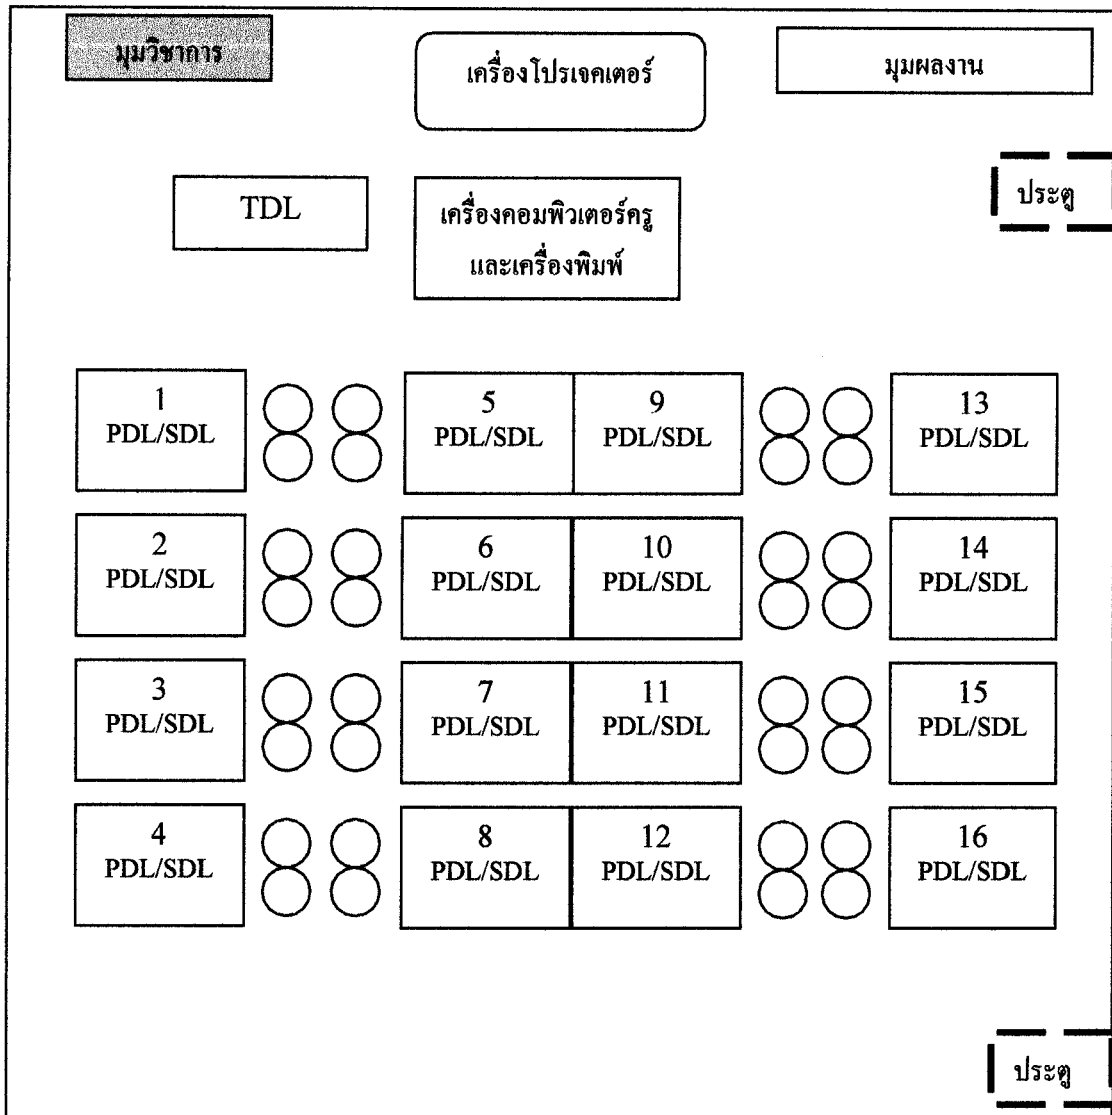 มุมวิชาการ
เครื่องโปรเจคเตอร์
มุมผลงาน
ประตู
TDL
เครื่องคอมพิวเตอร์ครู
และเครื่องพิมพ์
1
PDL/SDL
5
PDL/SDL
9
PDL/SDL
13
PDL/SDL
2
PDL/SDL
6
PDL/SDL
10
PDL/SDL
14
PDL/SDL
3
PDL/SDL
7
PDL/SDL
11
PDL/SDL
15
PDL/SDL
4
PDL/SDL
8
PDL/SDL
12
PDL/SDL
16
PDL/SDL
ประตู